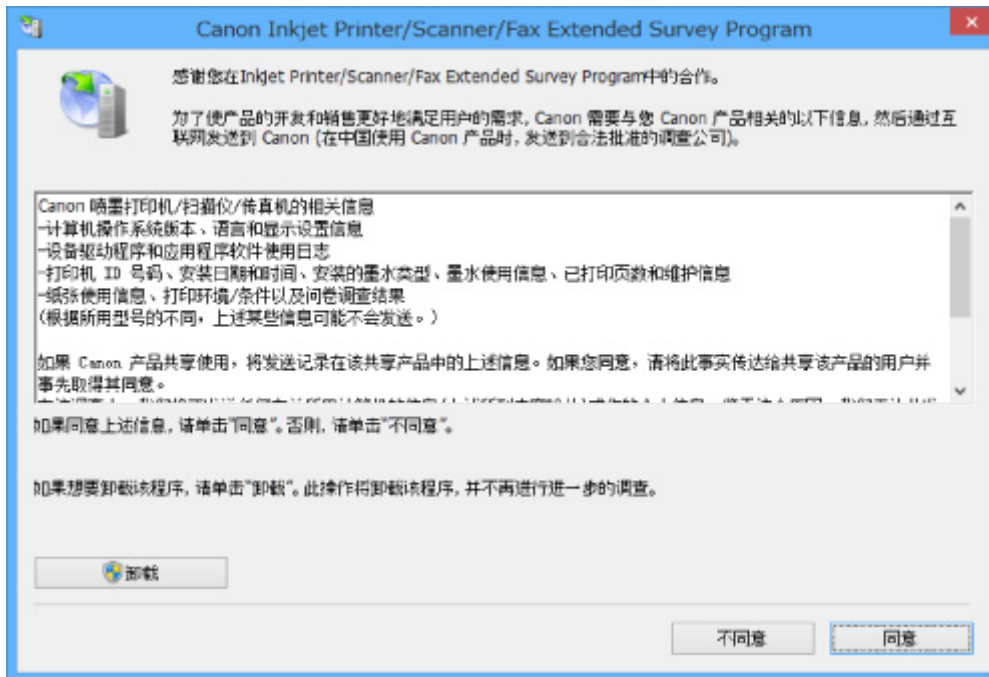 Canon Inkjet Printer/Scanner/Fax Extended Survey Program
感谢您在Inkjet Printer/Scanner/Fax Extended Survey Program中的合作。
为了使产品的开发和销售更好地满足用户的需求, Canon 需要与您 Canon 产品相关的以下信息, 然后通过互
联网发送到 Canon (在中国使用 Canon 产品时, 发送到合法批准的调查公司)。
Canon 喷墨打印机/扫描仪/传真机的相关信息
-计算机操作系统版本、语言和显示设置信息
-设备驱动程序和应用程序软件使用日志
-打印机 ID 号码、安装日期和时间、安装的墨水类型、墨水使用信息、已打印页数和维护信息
-纸张使用信息、打印环境/条件以及问卷调查结果
(根据所用型号的不同，上述某些信息可能不会发送。)
如果 Canon 产品共享使用，将发送记录在该共享产品中的上述信息。如果您同意，请将此事实传达给共享该产品的用户并
事先取得其同意。
如果同意上述信息, 请单击"同意"。否则, 请单击"不同意"。
如果想要卸载该程序, 请单击"卸载"。此操作将卸载该程序, 并不再进行进一步的调查。
卸载
不同意
同意